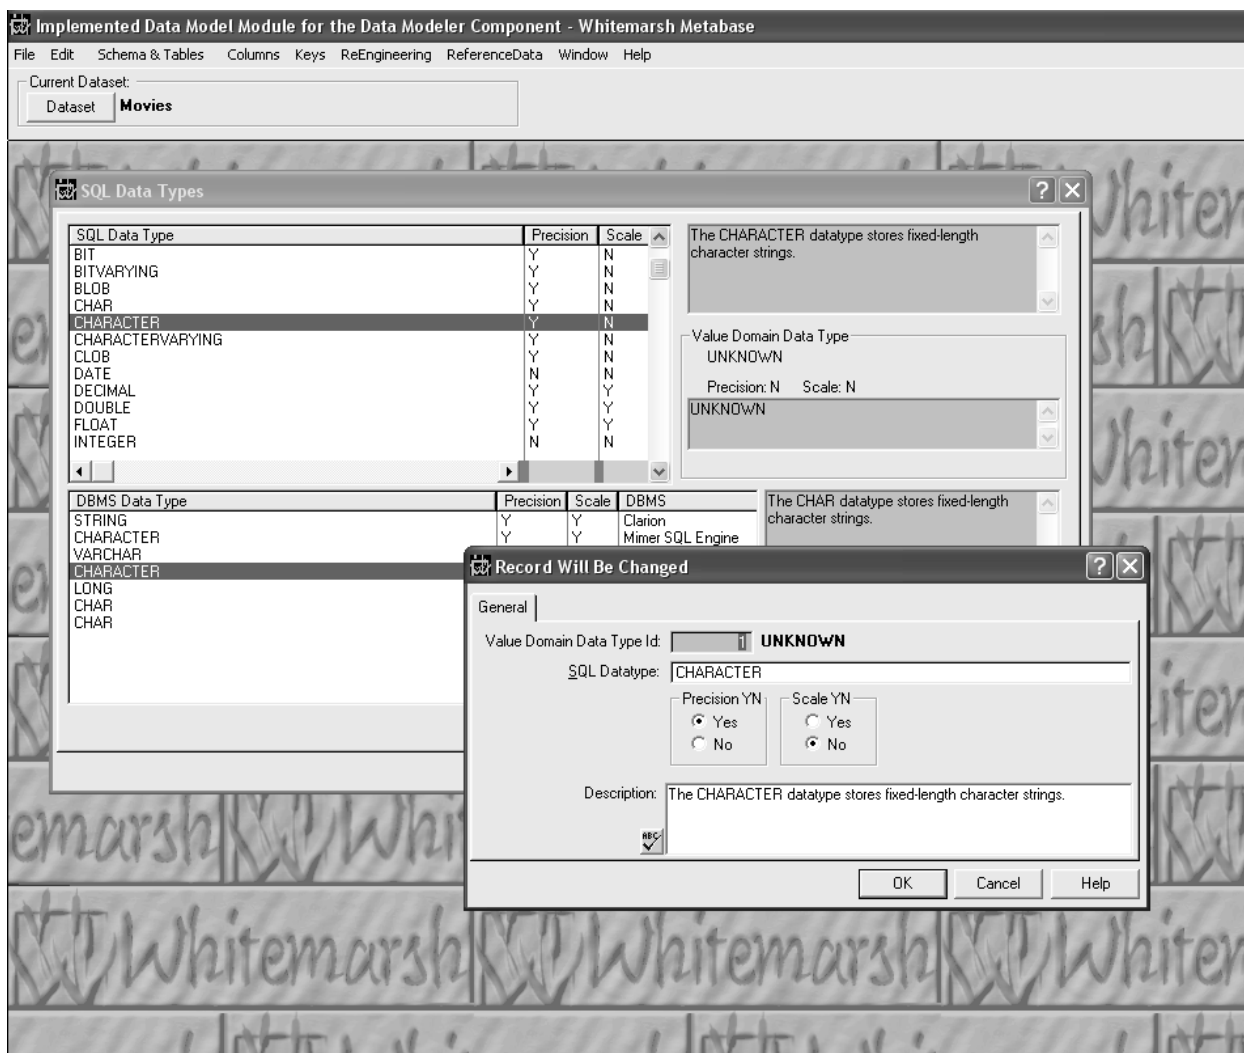 Implemented Data Model Module for the Data Modeler Component - Whitemarsh Metabase
File Edit Schema & Tables Columns Keys ReEngineering ReferenceData Window Help
Current Dataset:
Dataset Movies
SQL Data Types
SQL Data Type Precision Scale
BIT Y N
BITVARYING Y N
BLOB Y N
CHAR Y N
CHARACTER Y N
CHARACTERVARYING Y N
CLOB Y N
DATE N N
DECIMAL Y Y
DOUBLE Y Y
FLOAT Y Y
INTEGER N N
The CHARACTER datatype stores fixed-length
character strings.
Value Domain Data Type
UNKNOWN
Precision: N Scale: N
UNKNOWN
DBMS Data Type Precision Scale DBMS
STRING Y Y Clarion
CHARACTER Y Y Mimer SQL Engine
VARCHAR
CHARACTER
LONG
CHAR
CHAR
The CHAR datatype stores fixed-length
character strings.
Record Will Be Changed
General
Value Domain Data Type Id: 1 UNKNOWN
SQL Datatype: CHARACTER
Precision YN Scale YN
Yes Yes
No No
Description: The CHARACTER datatype stores fixed-length character strings.
ABC
OK Cancel Help
Whitemarsh Whitemarsh